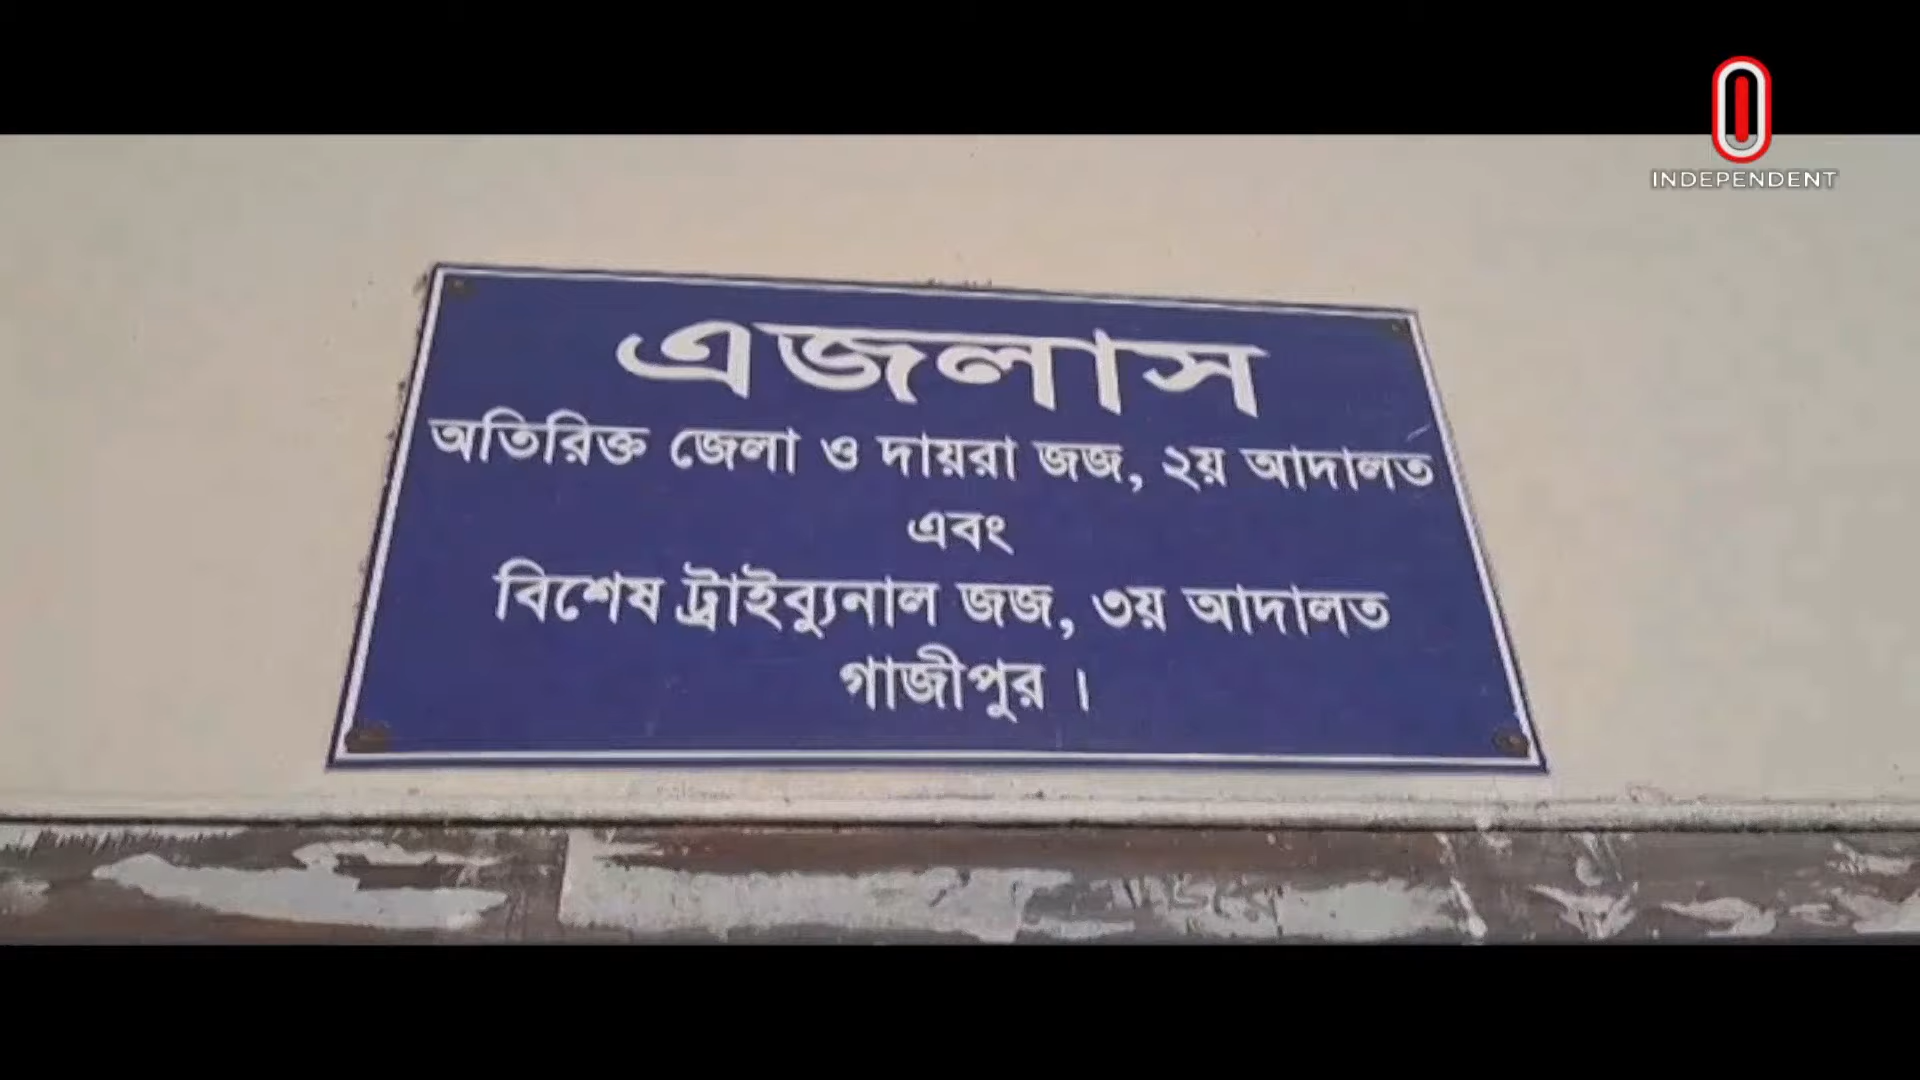 INDEPENDENT
এজলাস
অতিরিক্ত জেলা ও দায়রা জজ, ২য় আদালত
এবং
বিশেষ ট্রাইব্যুনাল জজ, ৩য় আদালত
গাজীপুর ।